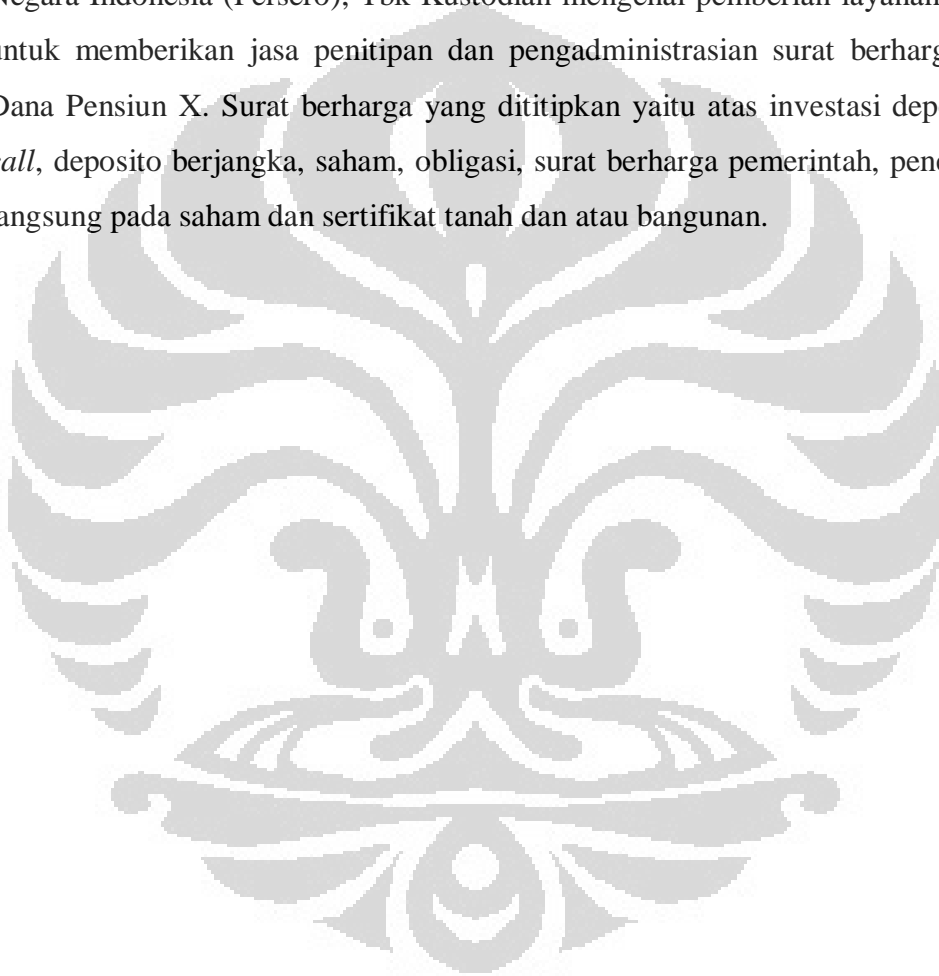 Negara Indonesia (Persero), Tbk Kustodian mengenai pemberian layanan
untuk memberikan jasa penitipan dan pengadministrasian surat berharg
Dana Pensiun X. Surat berharga yang dititipkan yaitu atas investasi dep
call, deposito berjangka, saham, obligasi, surat berharga pemerintah, pen
langsung pada saham dan sertifikat tanah dan atau bangunan.